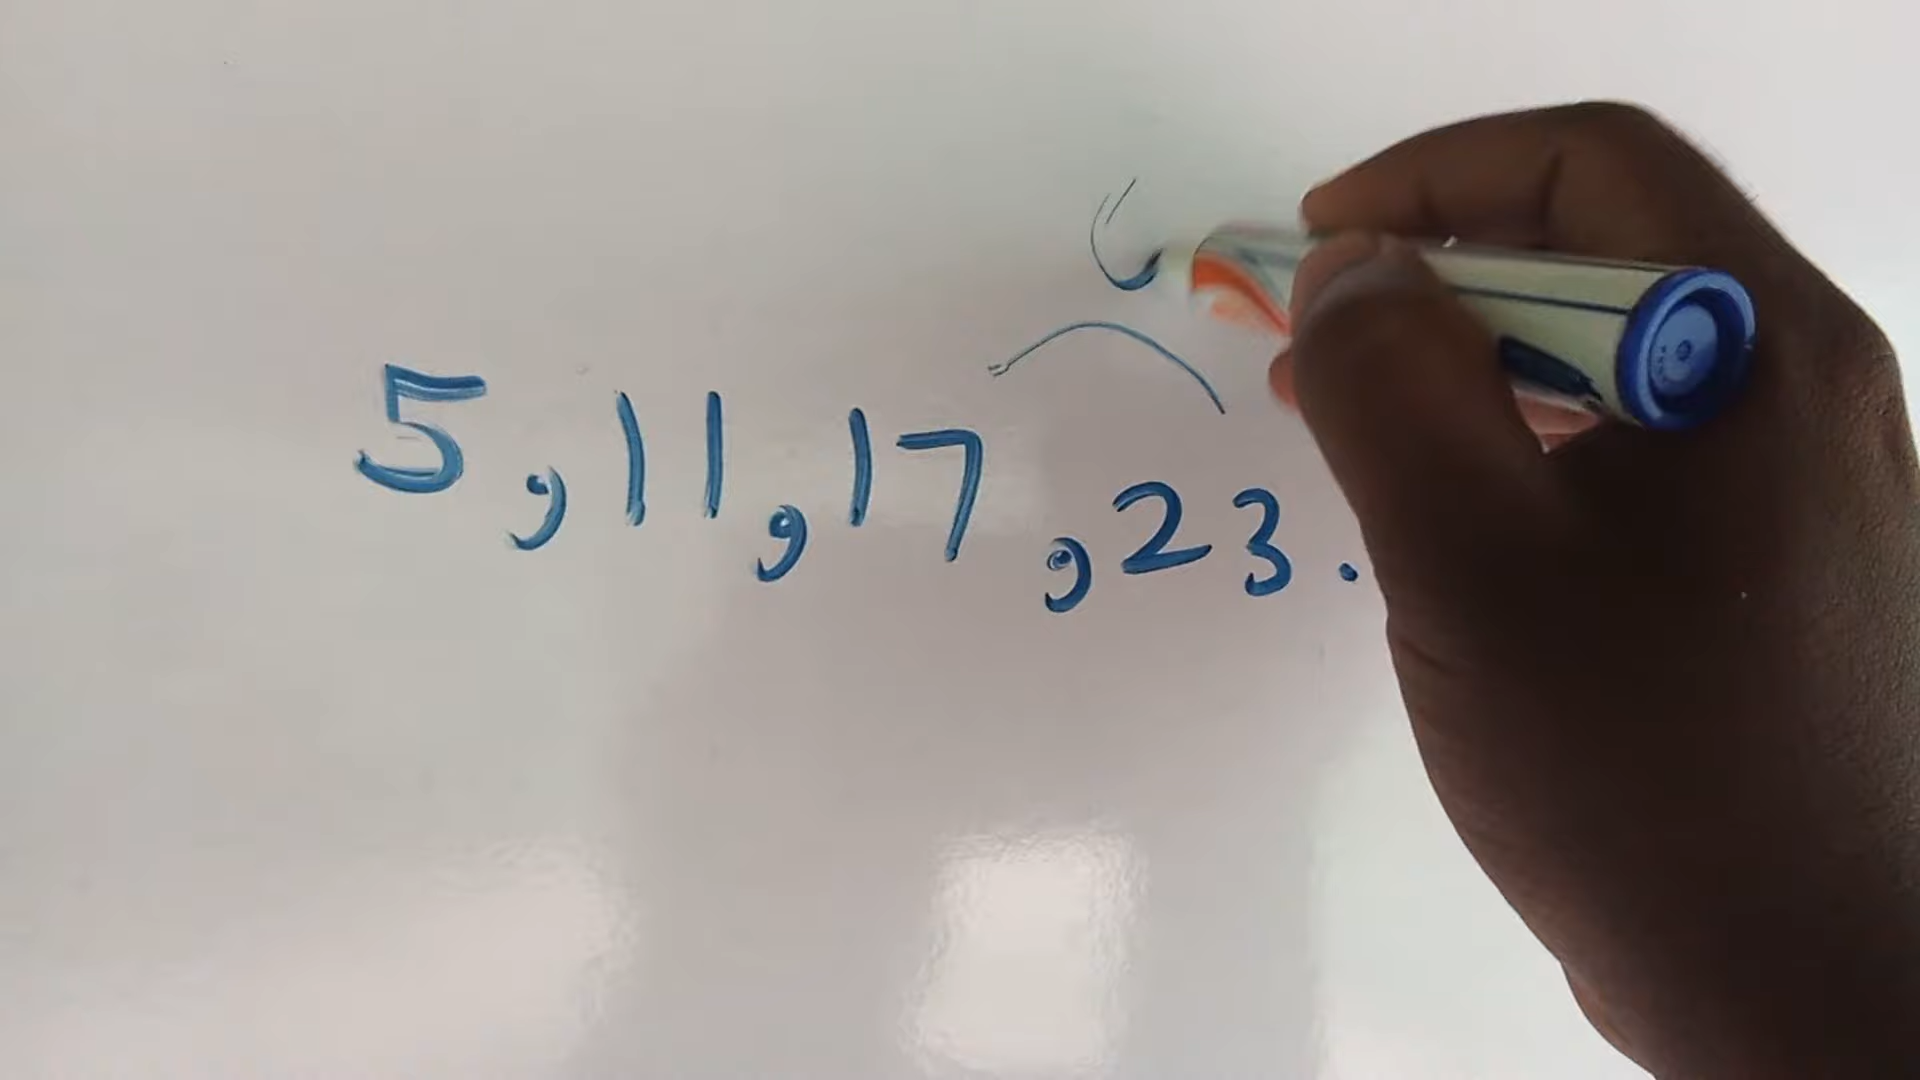 5, 11, 17, 23.